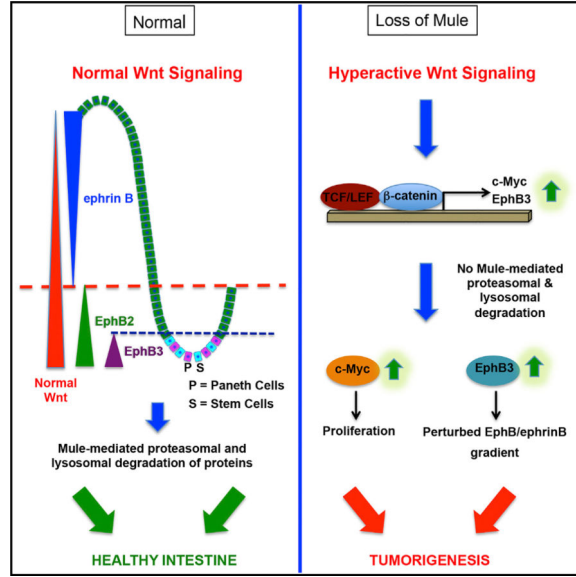 Normal
Normal Wnt Signaling
ephrin B
EphB2
EphB3
Normal
Wnt
P S
P = Paneth Cells
S = Stem Cells
Mule-mediated proteasomal and
lysosomal degradation of proteins
HEALTHY INTESTINE
Loss of Mule
Hyperactive Wnt Signaling
TCF/LEF
β-catenin
c-Myc
EphB3
No Mule-mediated
proteasomal &
lysosomal
degradation
c-Myc
EphB3
Proliferation
Perturbed EphB/ephrinB
gradient
TUMORIGENESIS